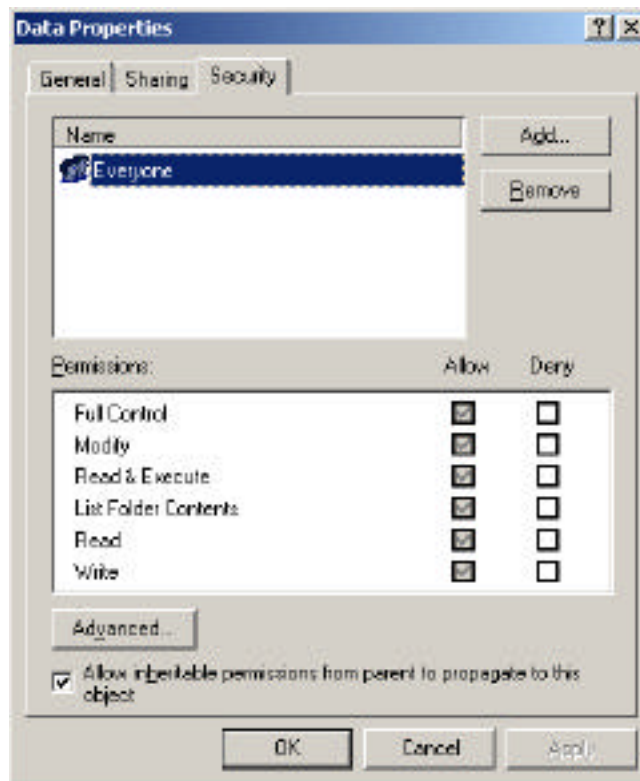 Data Properties
General Sharing Security
Name
Add...
Everyone
Remove
Permissions: Allow Deny
Full Control
Modify
Read & Execute
List Folder Contents
Read
Write
Advanced...
Allow inheritable permissions from parent to propagate to this
object
OK Cancel Apply